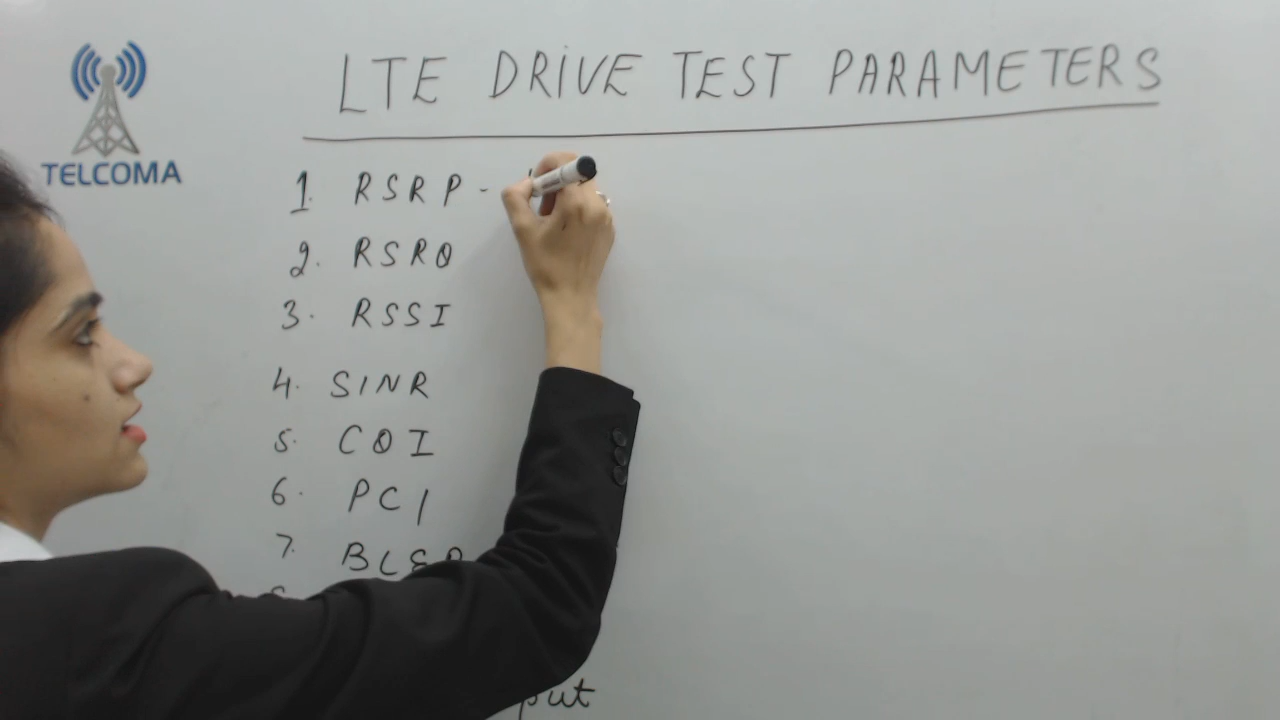 LTE DRIVE TEST PARAMETERS
TELCOMA
1. RSRP -
2. RSRQ
3. RSSI
4. SINR
5. CQI
6. PCI
7. BLER